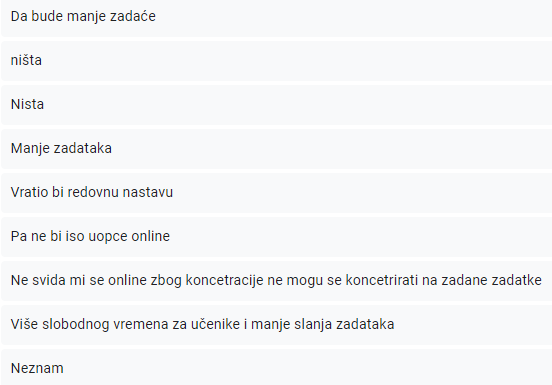 Da bude manje zadaće
ništa
Nista
Manje zadataka
Vratio bi redovnu nastavu
Pa ne bi iso uopce online
Ne svida mi se online zbog koncetracije ne mogu se koncetrirati na zadane zadatke
Više slobodnog vremena za učenike i manje slanja zadataka
Neznam